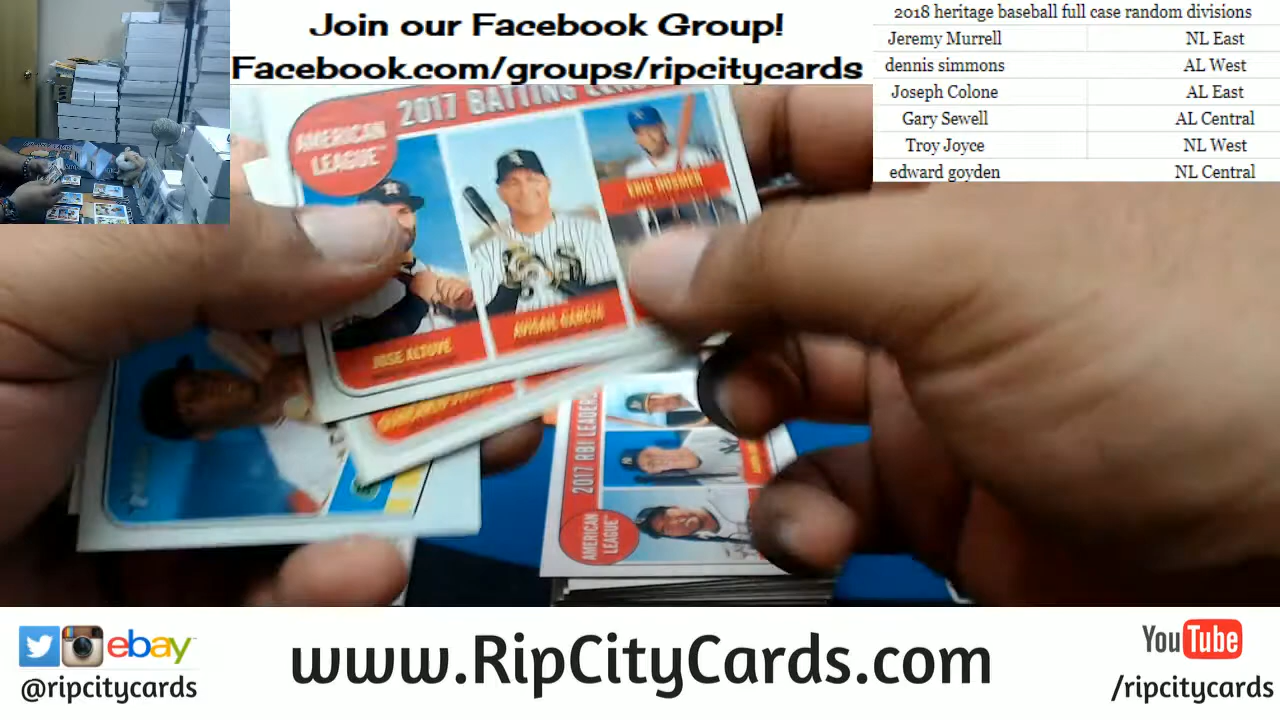 Join our Facebook Group!
Facebook.com/groups/ripcitycards
2018 heritage baseball full case random divisions
Jeremy Murrell NL East
dennis simmons AL West
Joseph Colone AL East
Gary Sewell AL Central
Troy Joyce NL West
edward goyden NL Central
2017 BATTING
AMERICAN
LEAGUE™
ERIC HOSMER
AVISAIL GARCIA
JOSE ALTUVE
2017 RBI LEADERS
AMERICAN
LEAGUE
ebay™
@ripcitycards
www.RipCityCards.com
YouTube
/ripcitycards